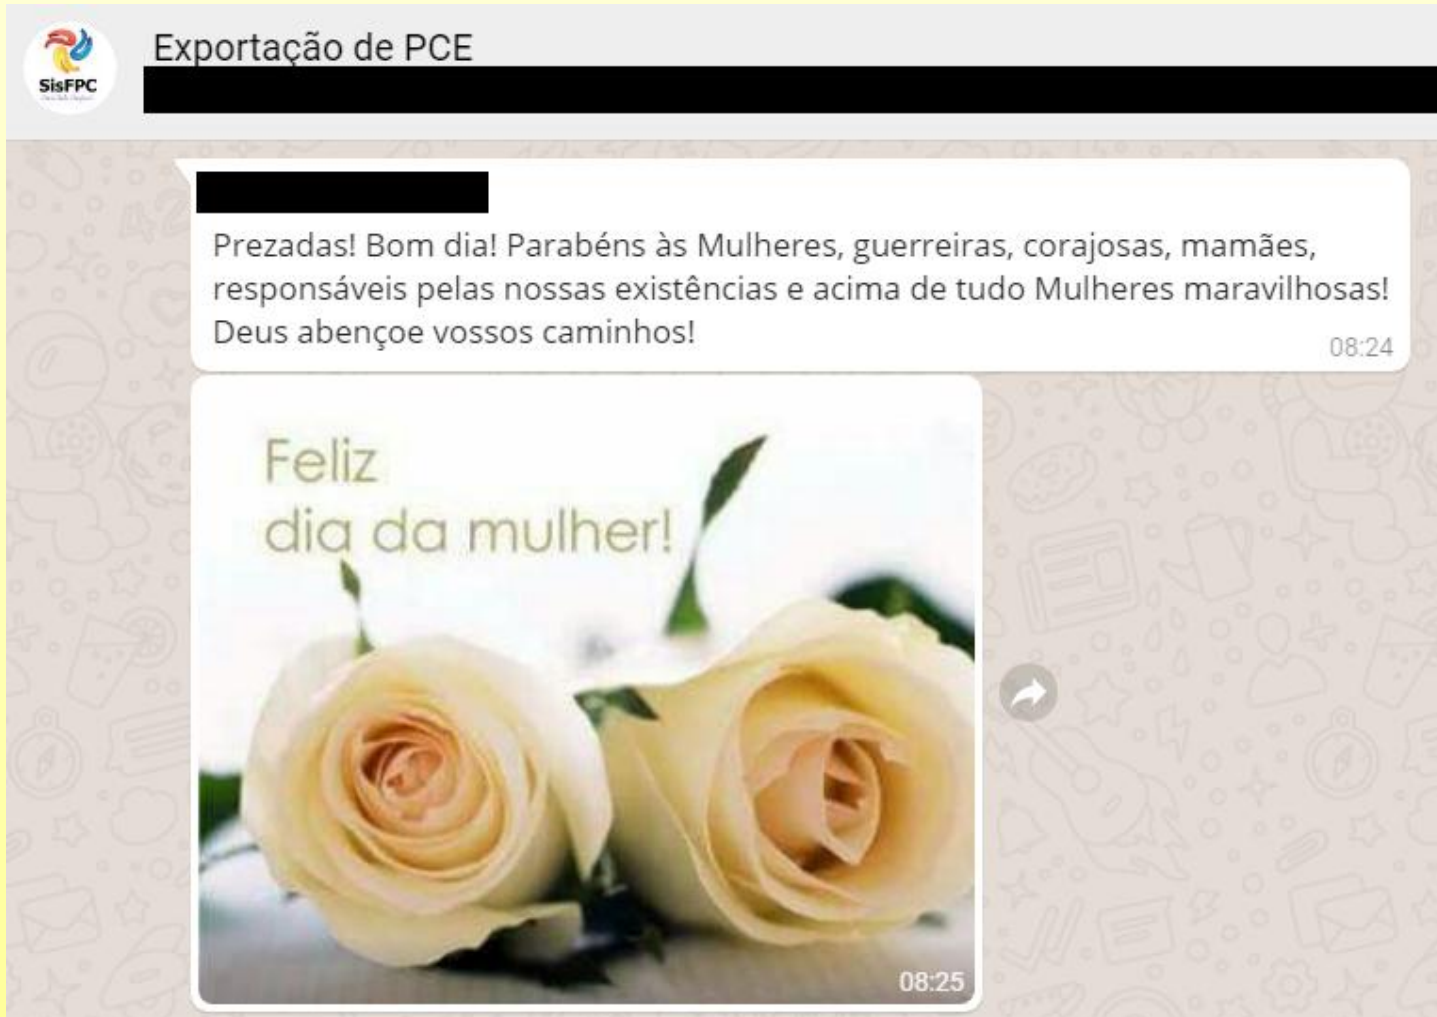 SisFPC
Exportação de PCE
Prezadas! Bom dia! Parabéns às Mulheres, guerreiras, corajosas, mamães,
responsáveis pelas nossas existências e acima de tudo Mulheres maravilhosas!
Deus abençoe vossos caminhos!
08:24
Feliz
dia da mulher!
08:25